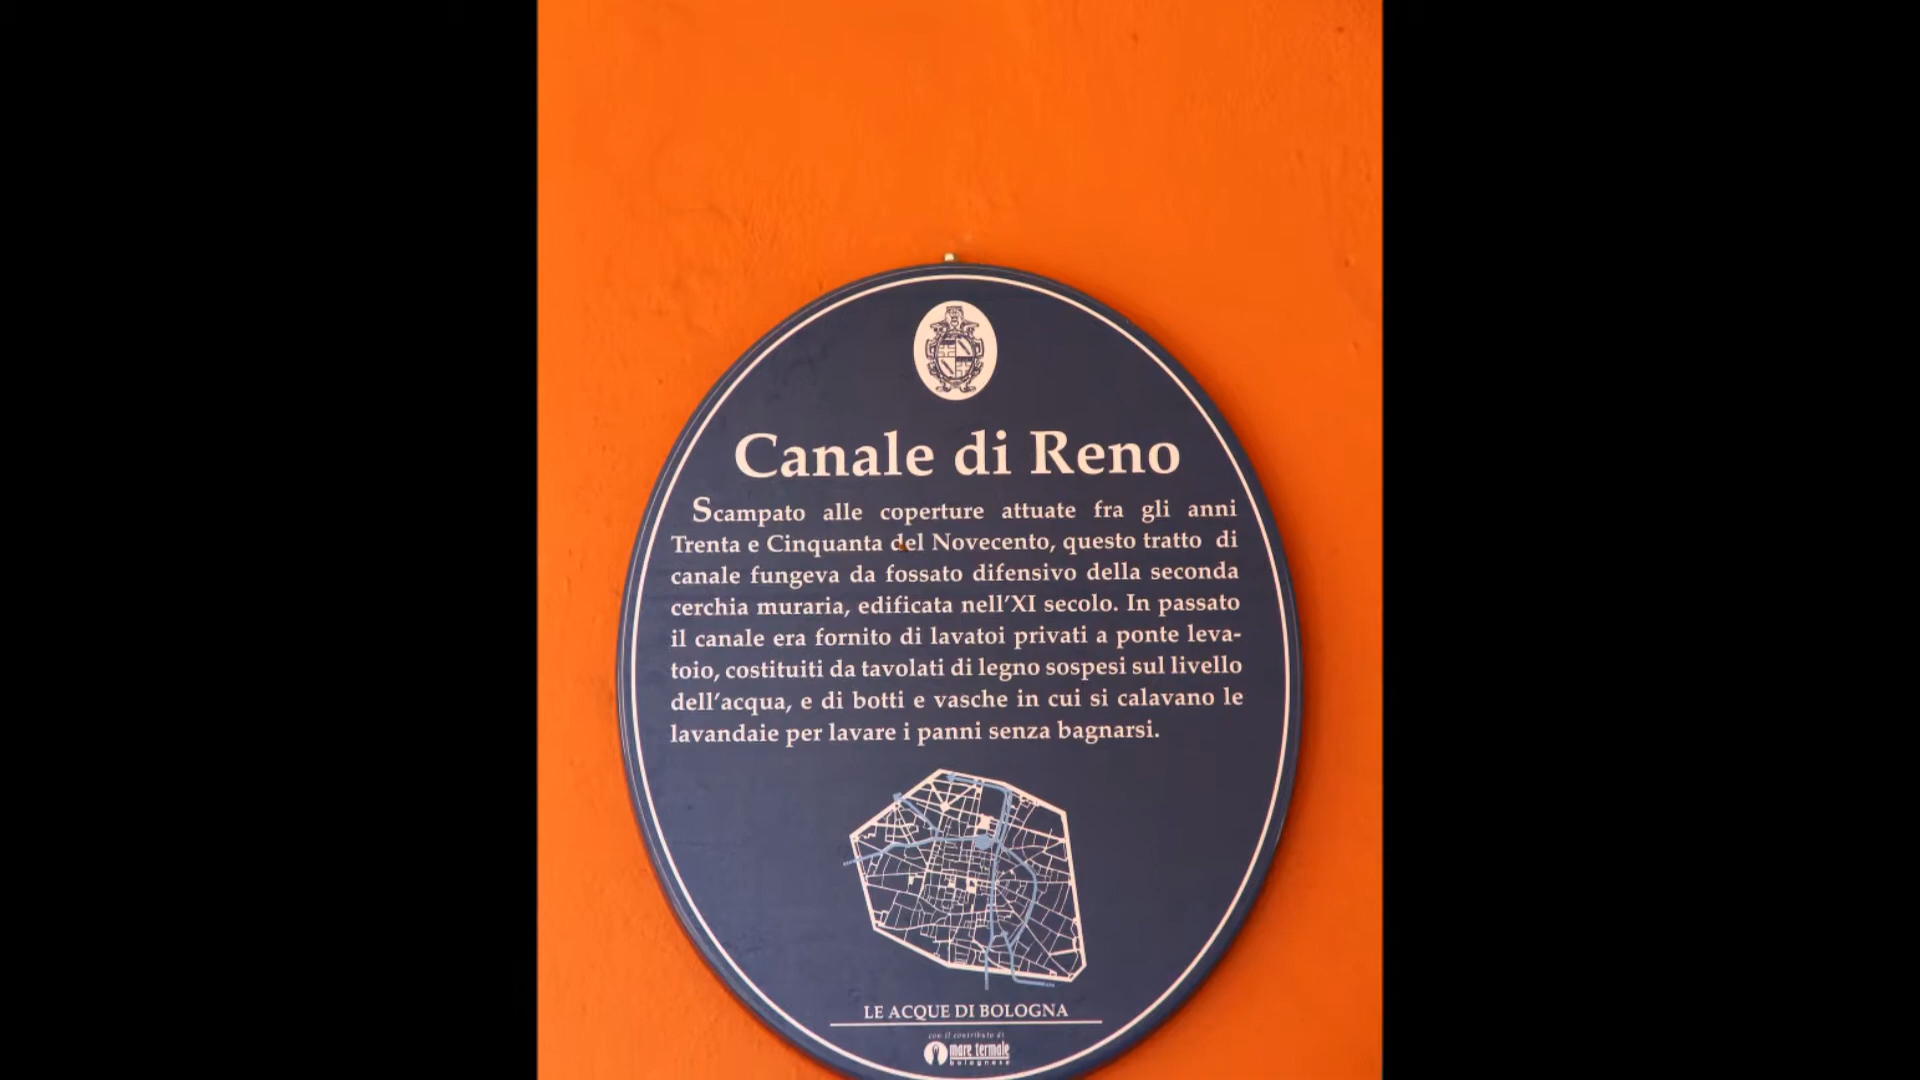 Canale di Reno
Scampato alle coperture attuate fra gli anni
Trenta e Cinquanta del Novecento, questo tratto di
canale fungeva da fossato difensivo della seconda
cerchia muraria, edificata nell'XI secolo. In passato
il canale era fornito di lavatoi privati a ponte leva-
toio, costituiti da tavolati di legno sospesi sul livello
dell'acqua, e di botti e vasche in cui si calavano le
lavandaie per lavare i panni senza bagnarsi.
LE ACQUE DI BOLOGNA
con il contributo di
mare termale
bolognese